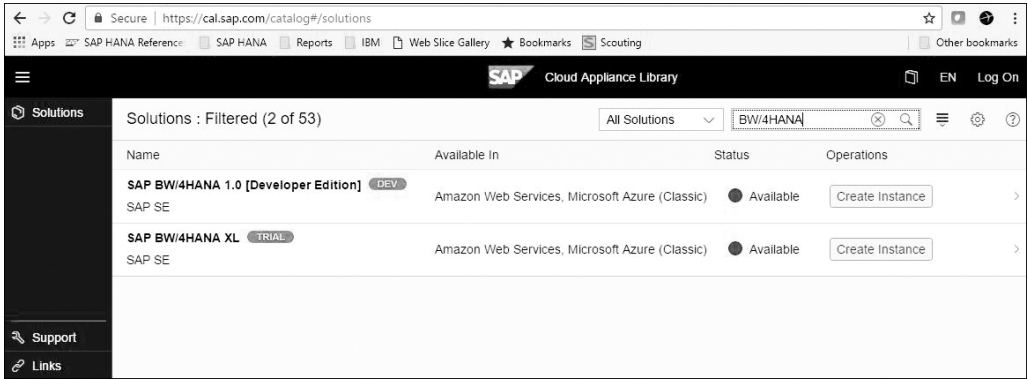 Secure | https://cal.sap.com/catalog#/solutions
Apps SAP HANA Reference SAP HANA Reports IBM Web Slice Gallery Bookmarks Scouting Other bookmarks
SAP Cloud Appliance Library EN Log On
Solutions
Solutions : Filtered (2 of 53) All Solutions BW/4HANA
Name Available In Status Operations
SAP BW/4HANA 1.0 [Developer Edition] DEV
SAP SE
Amazon Web Services, Microsoft Azure (Classic) Available Create Instance
SAP BW/4HANA XL TRIAL
SAP SE
Amazon Web Services, Microsoft Azure (Classic) Available Create Instance
Support
Links